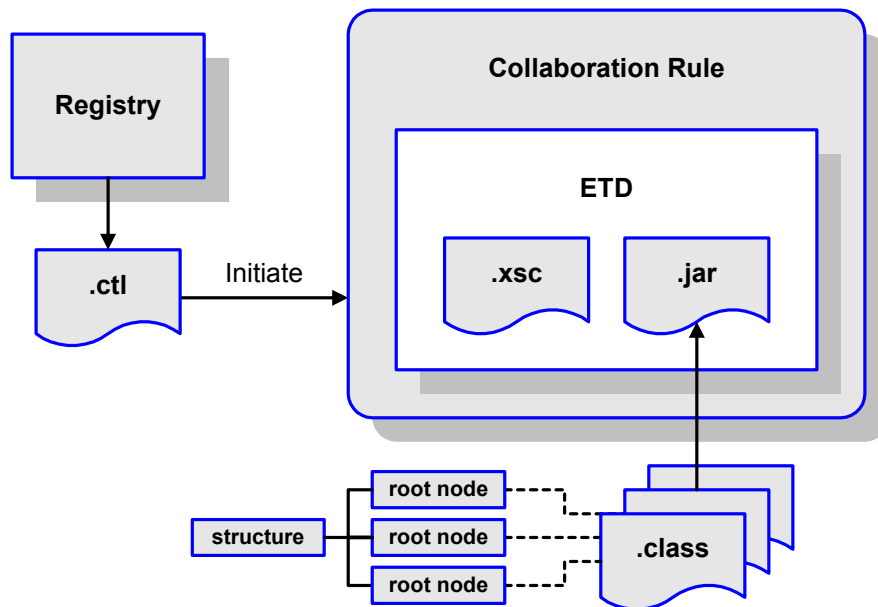 Registry
Collaboration Rule
ETD
.xsc
.jar
.ctl
Initiate
root node
structure
root node
root node
.class